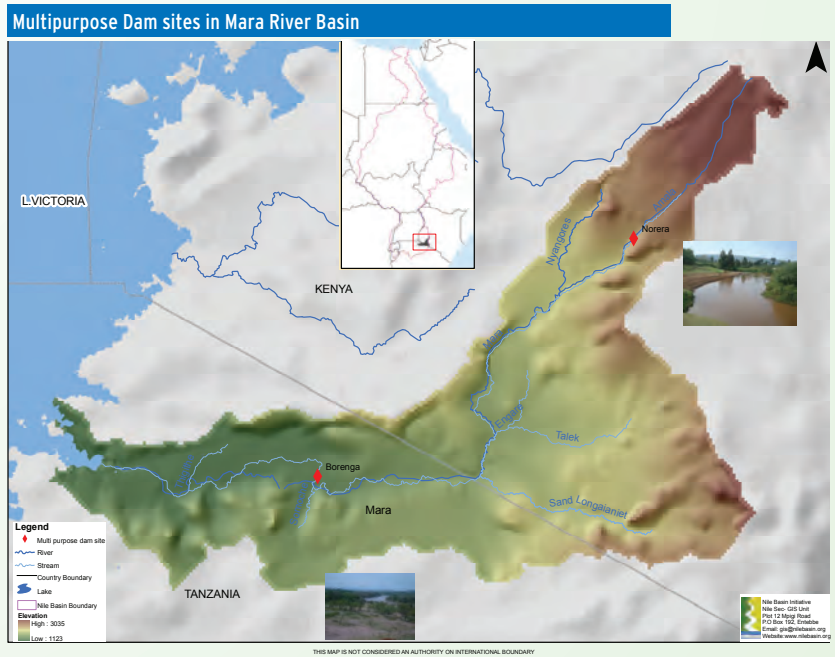 Multipurpose Dam sites in Mara River Basin
L.VICTORIA
KENYA
Nyangores
Amala
Norera
Mara
Engare
Talek
Borenga
Mara
Sand Longaianiet
TANZANIA
Legend
Multi purpose dam site
River
Stream
Country Boundary
Lake
Nile Basin Boundary
Elevation
High : 3035
Low : 1123
Nile Basin Initiative
Nile Sec- GIS Unit
Plot 12 Mpigi Road
P.O Box 192, Entebbe
Email: gis@nilebasin.org
Website:www.nilebasin.org
THIS MAP IS NOT CONSIDERED AN AUTHORITY ON INTERNATIONAL BOUNDARY